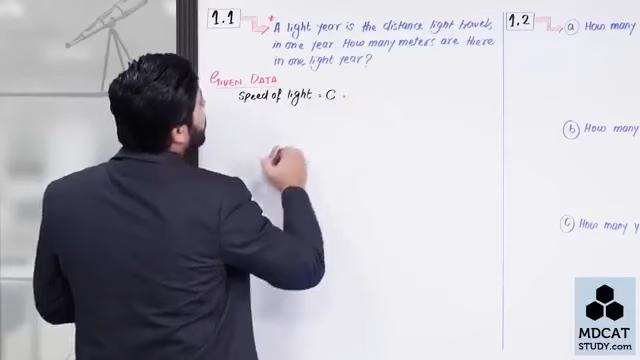 1.1 A light year is the distance light travels
in one year. How many meters are there
in one light year?
GIVEN DATA
Speed of light = C =
1.2 a How many
b How many
c How many y
MDCAT
STUDY.com